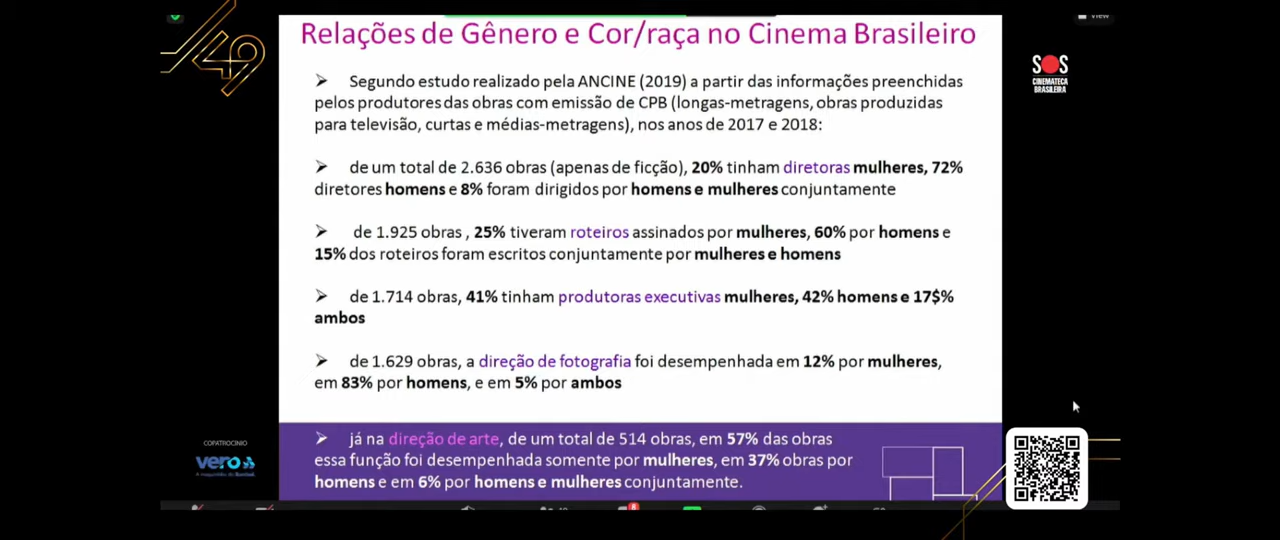 49
View
Relações de Gênero e Cor/raça no Cinema Brasileiro
SOS
CINEMATECA
BRASILEIRA
➢ Segundo estudo realizado pela ANCINE (2019) a partir das informações preenchidas
pelos produtores das obras com emissão de CPB (longas-metragens, obras produzidas
para televisão, curtas e médias-metragens), nos anos de 2017 e 2018:
➢ de um total de 2.636 obras (apenas de ficção), 20% tinham diretoras mulheres, 72%
diretores homens e 8% foram dirigidos por homens e mulheres conjuntamente
➢ de 1.925 obras , 25% tiveram roteiros assinados por mulheres, 60% por homens e
15% dos roteiros foram escritos conjuntamente por mulheres e homens
➢ de 1.714 obras, 41% tinham produtoras executivas mulheres, 42% homens e 17$%
ambos
➢ de 1.629 obras, a direção de fotografia foi desempenhada em 12% por mulheres,
em 83% por homens, e em 5% por ambos
➢ já na direção de arte, de um total de 514 obras, em 57% das obras
essa função foi desempenhada somente por mulheres, em 37% obras por
homens e em 6% por homens e mulheres conjuntamente.
COPATROCÍNIO
vero